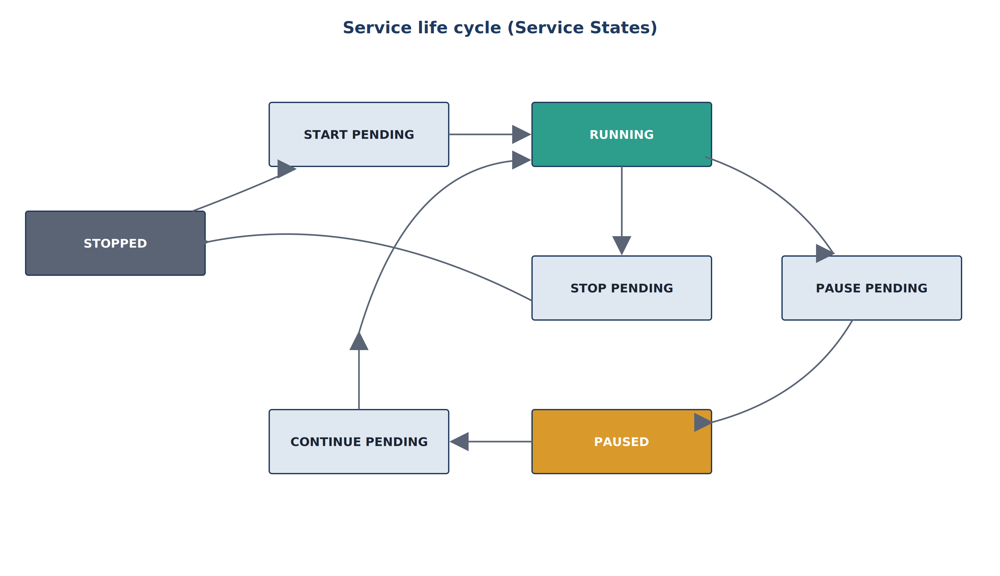 Service life cycle (Service States)
START PENDING
RUNNING
STOPPED
STOP PENDING
PAUSE PENDING
CONTINUE PENDING
PAUSED